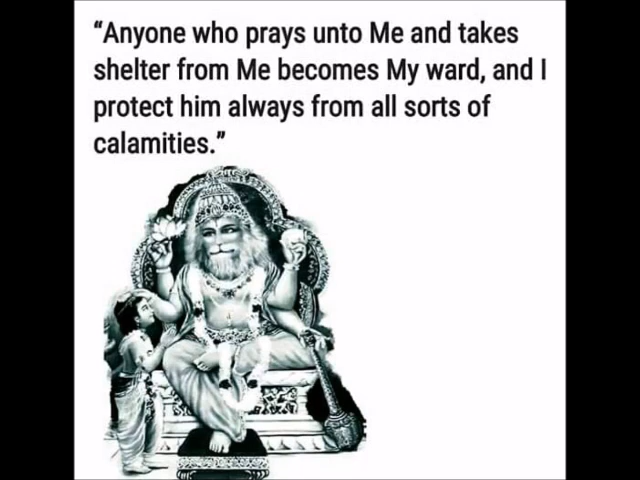 “Anyone who prays unto Me and takes
shelter from Me becomes My ward, and I
protect him always from all sorts of
calamities.”